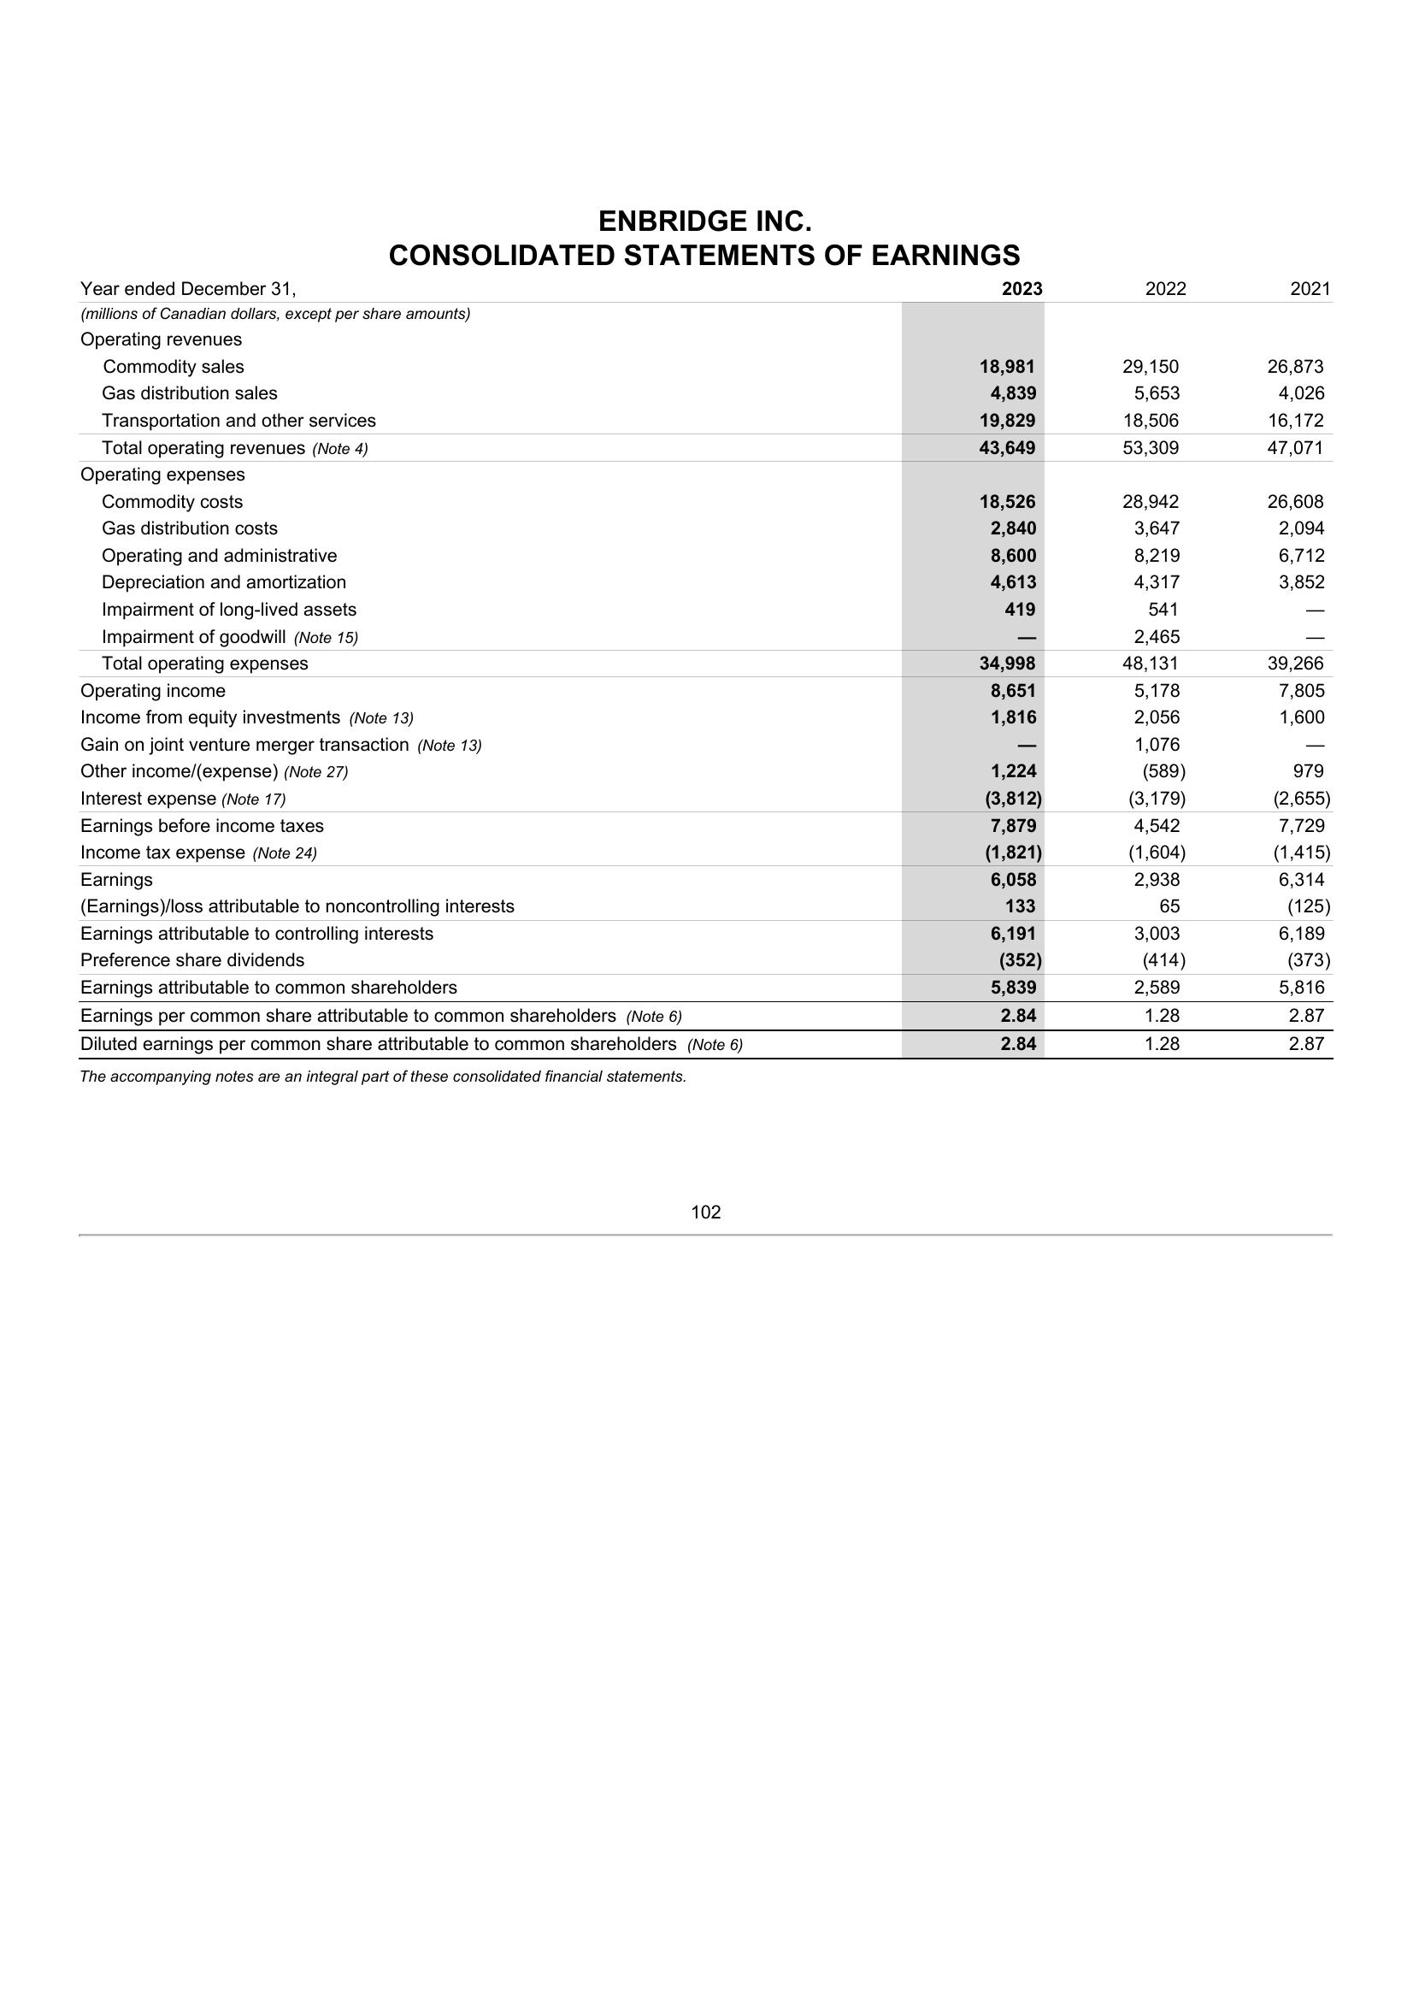 ENBRIDGE INC.
CONSOLIDATED STATEMENTS OF EARNINGS
Year ended December 31, 2023 2022 2021
(millions of Canadian dollars, except per share amounts)
Operating revenues
Commodity sales 18,981 29,150 26,873
Gas distribution sales 4,839 5,653 4,026
Transportation and other services 19,829 18,506 16,172
Total operating revenues (Note 4) 43,649 53,309 47,071
Operating expenses
Commodity costs 18,526 28,942 26,608
Gas distribution costs 2,840 3,647 2,094
Operating and administrative 8,600 8,219 6,712
Depreciation and amortization 4,613 4,317 3,852
Impairment of long-lived assets 419 541 —
Impairment of goodwill (Note 15) — 2,465 —
Total operating expenses 34,998 48,131 39,266
Operating income 8,651 5,178 7,805
Income from equity investments (Note 13) 1,816 2,056 1,600
Gain on joint venture merger transaction (Note 13) — 1,076 —
Other income/(expense) (Note 27) 1,224 (589) 979
Interest expense (Note 17) (3,812) (3,179) (2,655)
Earnings before income taxes 7,879 4,542 7,729
Income tax expense (Note 24) (1,821) (1,604) (1,415)
Earnings 6,058 2,938 6,314
(Earnings)/loss attributable to noncontrolling interests 133 65 (125)
Earnings attributable to controlling interests 6,191 3,003 6,189
Preference share dividends (352) (414) (373)
Earnings attributable to common shareholders 5,839 2,589 5,816
Earnings per common share attributable to common shareholders (Note 6) 2.84 1.28 2.87
Diluted earnings per common share attributable to common shareholders (Note 6) 2.84 1.28 2.87
The accompanying notes are an integral part of these consolidated financial statements.
102